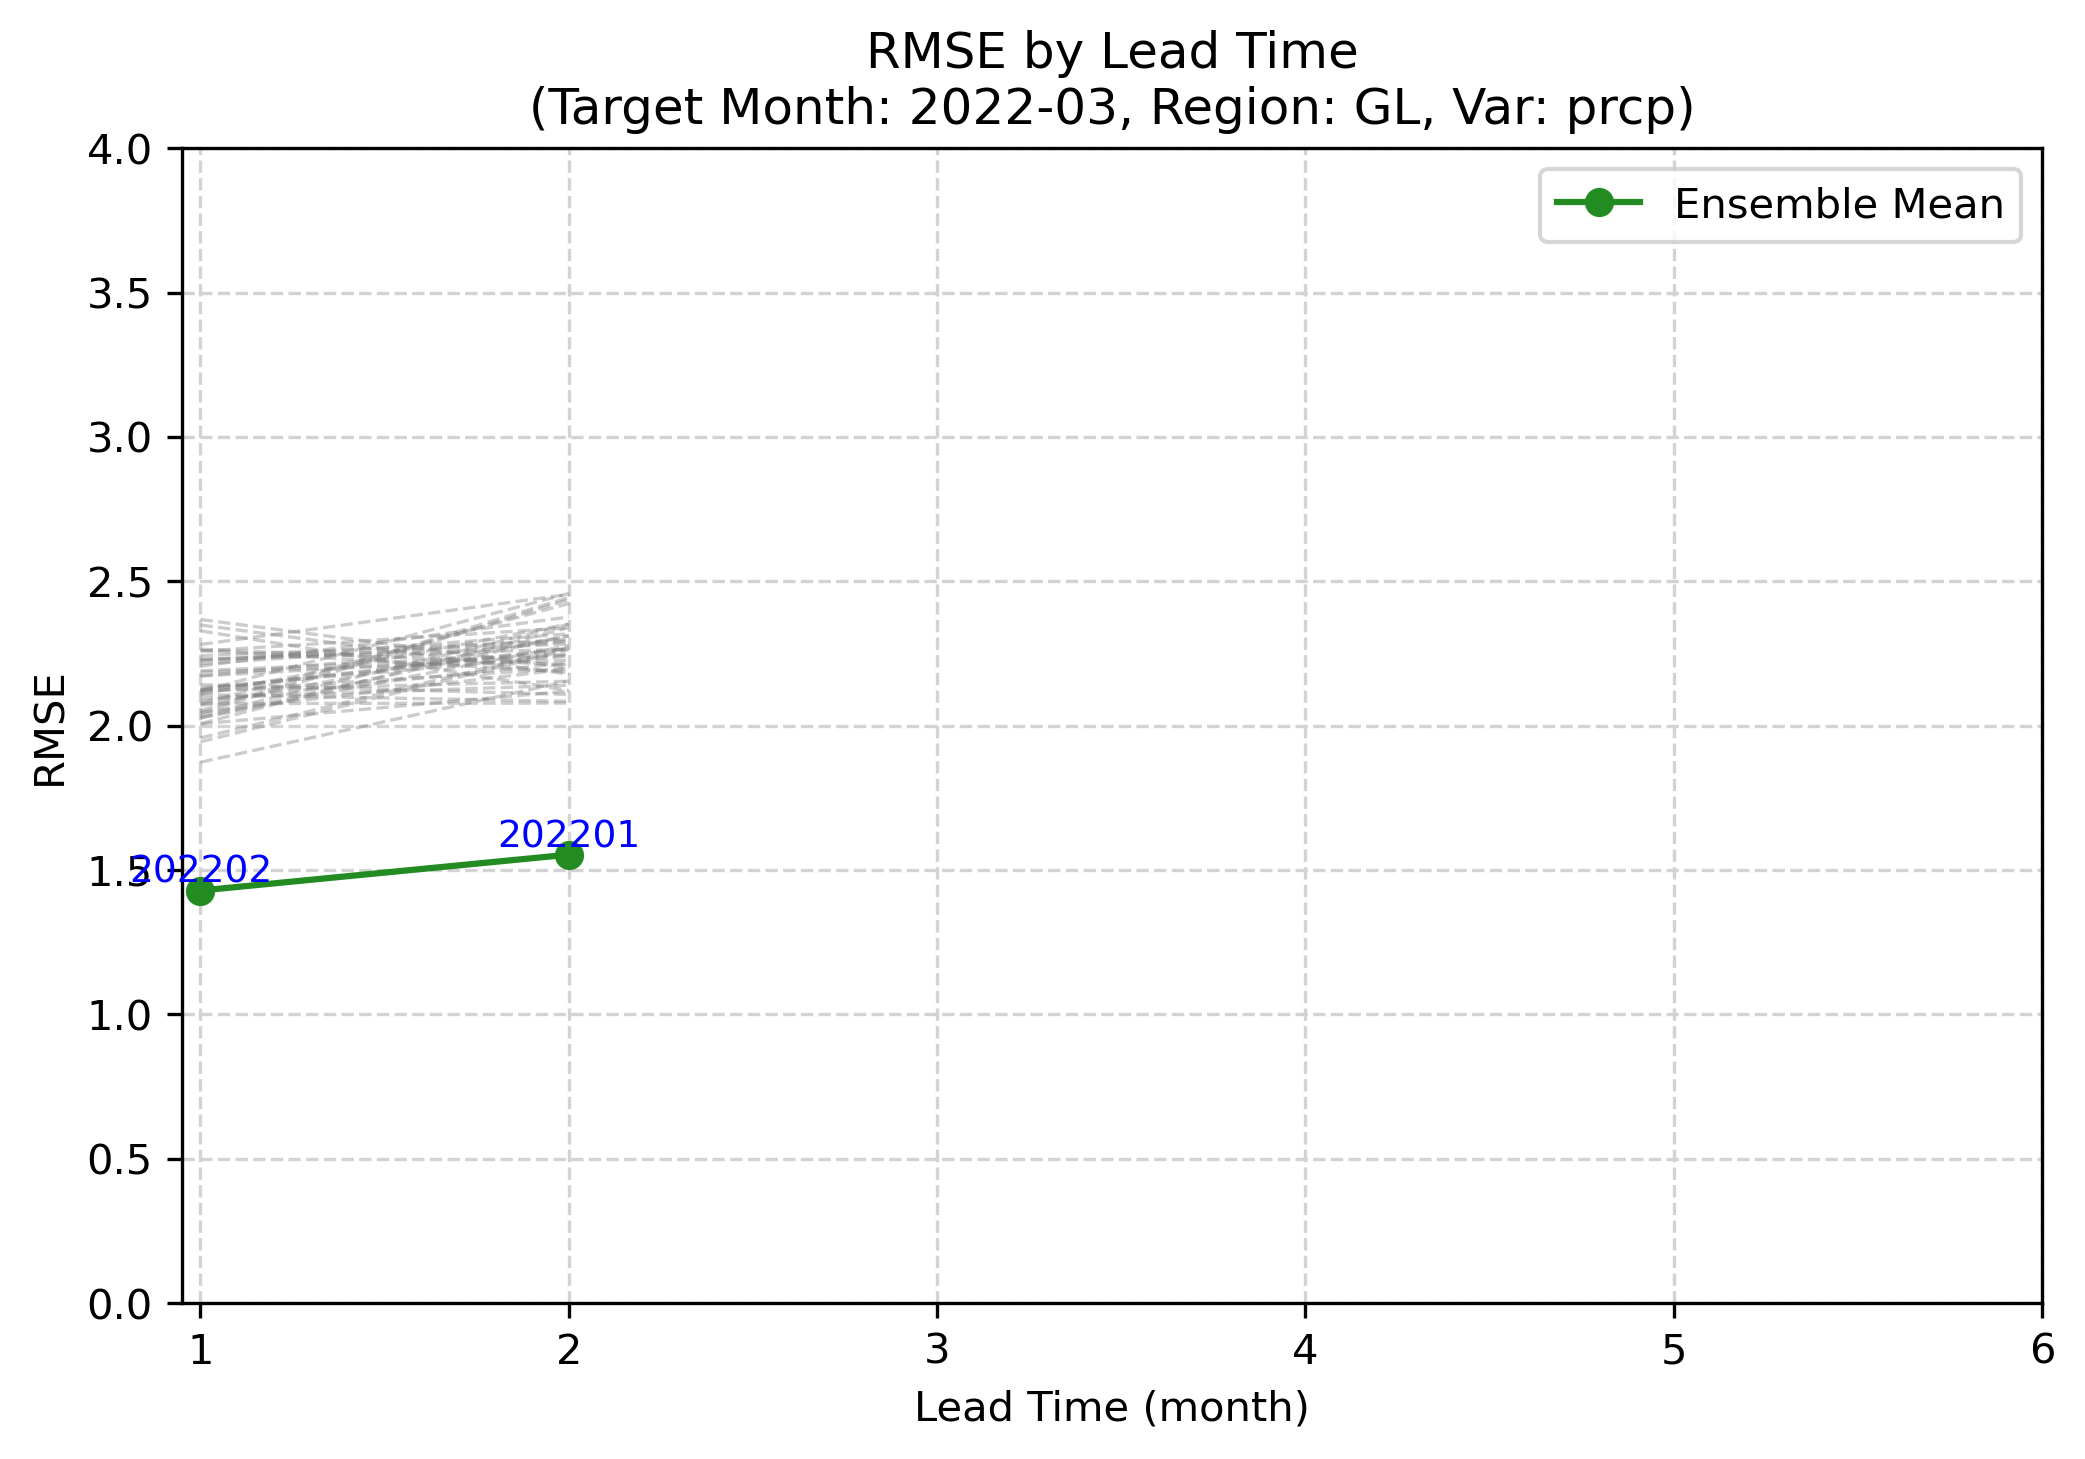 RMSE by Lead Time
(Target Month: 2022-03, Region: GL, Var: prcp)
Ensemble Mean
4.0
3.5
3.0
2.5
2.0
1.5
1.0
0.5
0.0
RMSE
202202
202201
1 2 3 4 5 6
Lead Time (month)